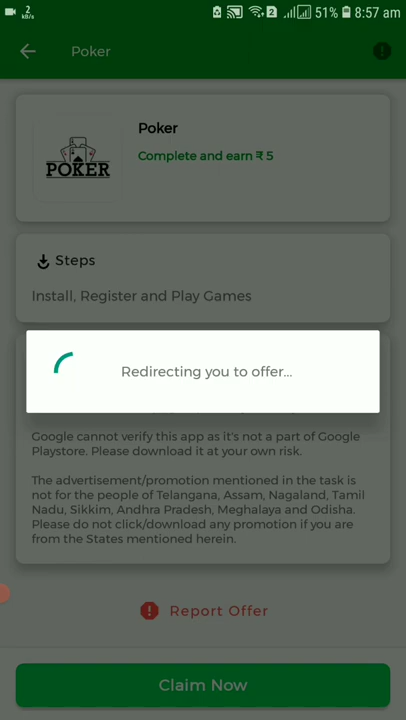 2
kB/s
2
51%
8:57 am
Poker
Poker
Complete and earn ₹ 5
POKER
Steps
Install, Register and Play Games
Redirecting you to offer...
Google cannot verify this app as it's not a part of Google
Playstore. Please download it at your own risk.
The advertisement/promotion mentioned in the task is
not for the people of Telangana, Assam, Nagaland, Tamil
Nadu, Sikkim, Andhra Pradesh, Meghalaya and Odisha.
Please do not click/download any promotion if you are
from the States mentioned herein.
Report Offer
Claim Now